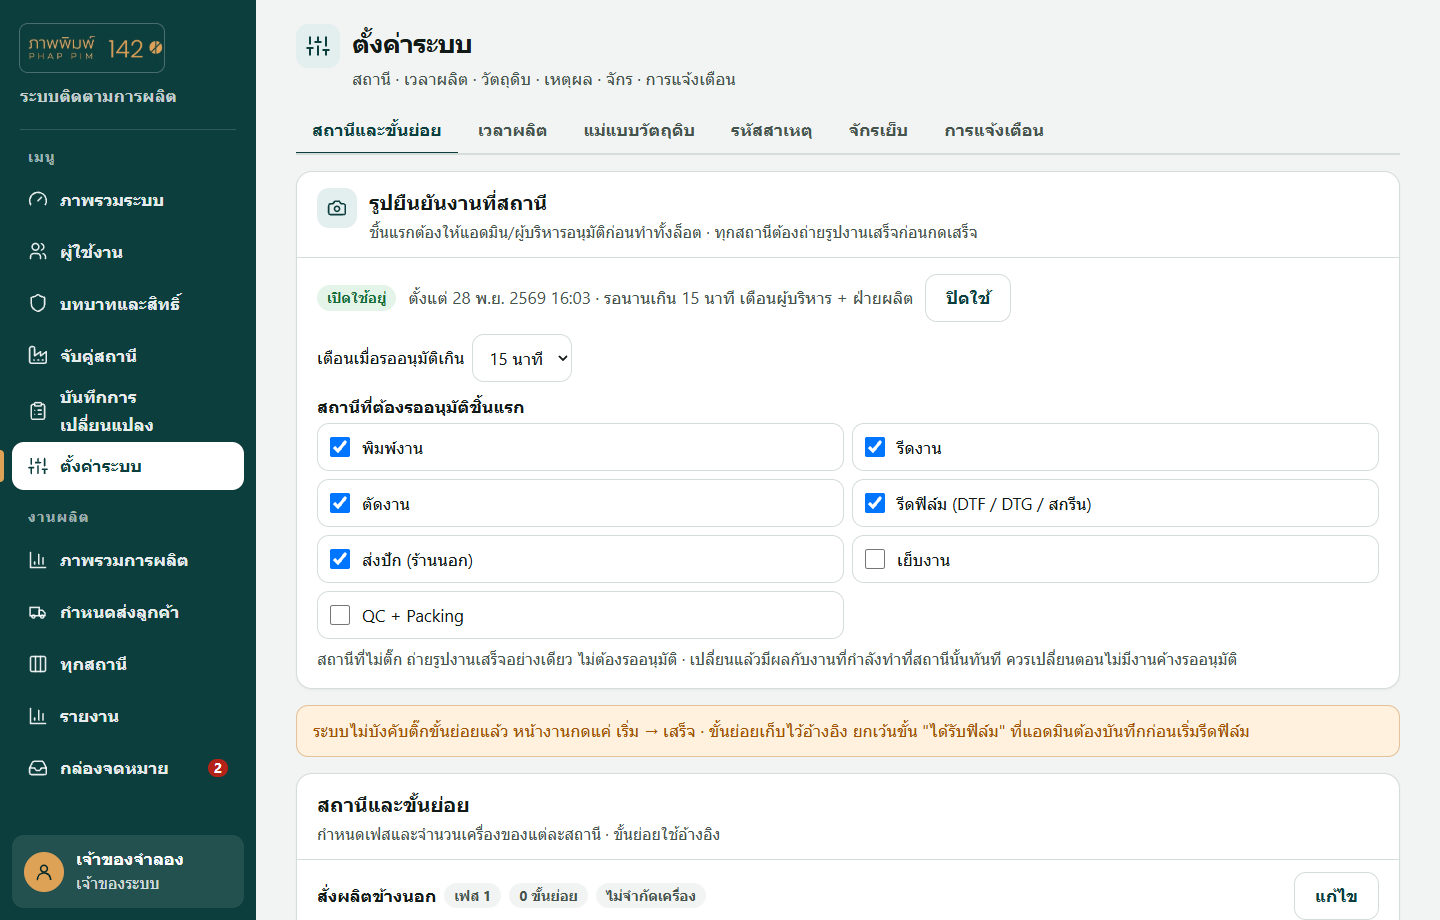 ภาพพิมพ์ 142
PHAP PIM
ระบบติดตามการผลิต
เมนู
ภาพรวมระบบ
ผู้ใช้งาน
บทบาทและสิทธิ์
จับคู่สถานี
บันทึกการ
เปลี่ยนแปลง
ตั้งค่าระบบ
งานผลิต
ภาพรวมการผลิต
กำหนดส่งลูกค้า
ทุกสถานี
รายงาน
กล่องจดหมาย 2
เจ้าของจำลอง
เจ้าของระบบ
ตั้งค่าระบบ
สถานี · เวลาผลิต · วัตถุดิบ · เหตุผล · จักร · การแจ้งเตือน
สถานีและขั้นย่อย เวลาผลิต แม่แบบวัตถุดิบ รหัสสาเหตุ จักรเย็บ การแจ้งเตือน
รูปยืนยันงานที่สถานี
ชิ้นแรกต้องให้แอดมิน/ผู้บริหารอนุมัติก่อนทำทั้งล็อต · ทุกสถานีต้องถ่ายรูปงานเสร็จก่อนกดเสร็จ
เปิดใช้อยู่ ตั้งแต่ 28 พ.ย. 2569 16:03 · รอนานเกิน 15 นาที เตือนผู้บริหาร + ฝ่ายผลิต ปิดใช้
เตือนเมื่อรออนุมัติเกิน 15 นาที
สถานีที่ต้องรออนุมัติชิ้นแรก
พิมพ์งาน รีดงาน
ตัดงาน รีดฟิล์ม (DTF / DTG / สกรีน)
ส่งปัก (ร้านนอก) เย็บงาน
QC + Packing
สถานีที่ไม่ติ๊ก ถ่ายรูปงานเสร็จอย่างเดียว ไม่ต้องรออนุมัติ · เปลี่ยนแล้วมีผลกับงานที่กำลังทำที่สถานีนั้นทันที ควรเปลี่ยนตอนไม่มีงานค้างรออนุมัติ
ระบบไม่บังคับติ๊กขั้นย่อยแล้ว หน้างานกดแค่ เริ่ม → เสร็จ · ขั้นย่อยเก็บไว้อ้างอิง ยกเว้นขั้น "ได้รับฟิล์ม" ที่แอดมินต้องบันทึกก่อนเริ่มรีดฟิล์ม
สถานีและขั้นย่อย
กำหนดเฟสและจำนวนเครื่องของแต่ละสถานี · ขั้นย่อยใช้อ้างอิง
สั่งผลิตข้างนอก เฟส 1 0 ขั้นย่อย ไม่จำกัดเครื่อง แก้ไข